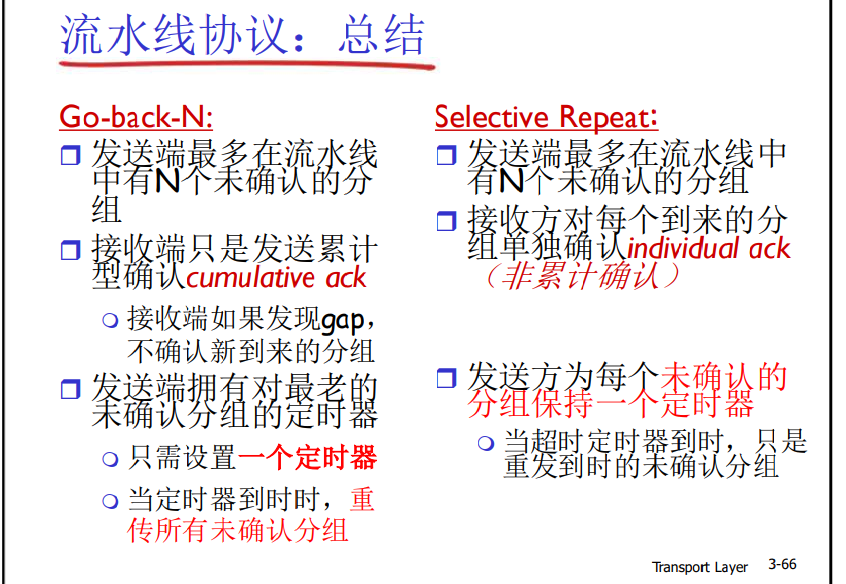 流水线协议：总结
Go-back-N:
发送端最多在流水线
中有N个未确认的分
组
接收端只是发送累计
型确认cumulative ack
接收端如果发现gap，
不确认新到来的分组
发送端拥有对最老的
未确认分组的定时器
只需设置一个定时器
当定时器到时时，重
传所有未确认分组
Selective Repeat:
发送端最多在流水线中
有N个未确认的分组
接收方对每个到来的分
组单独确认individual ack
（非累计确认）
发送方为每个未确认的
分组保持一个定时器
当超时定时器到时，只是
重发到时的未确认分组
Transport Layer 3-66